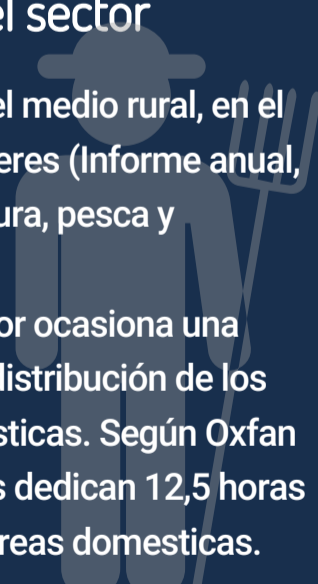 el sector
el medio rural, en el
eres (Informe anual,
ura, pesca y
or ocasiona una
distribución de los
sticas. Según Oxfan
s dedican 12,5 horas
reas domesticas.